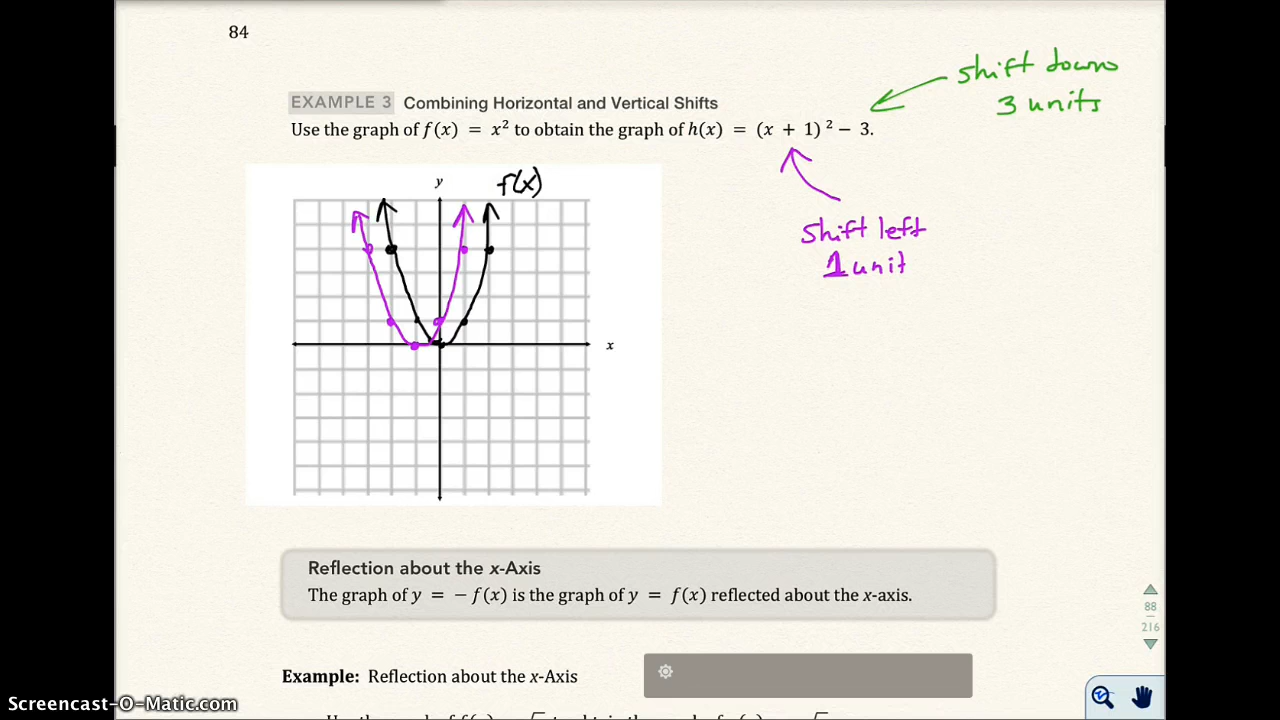 84
shift down
3 units
EXAMPLE 3 Combining Horizontal and Vertical Shifts
Use the graph of f(x) = x² to obtain the graph of h(x) = (x + 1)² − 3.
y
f(x)
shift left
1 unit
x
Reflection about the x-Axis
The graph of y = − f(x) is the graph of y = f(x) reflected about the x-axis.
88
216
Example: Reflection about the x-Axis
Screencast-O-Matic.com